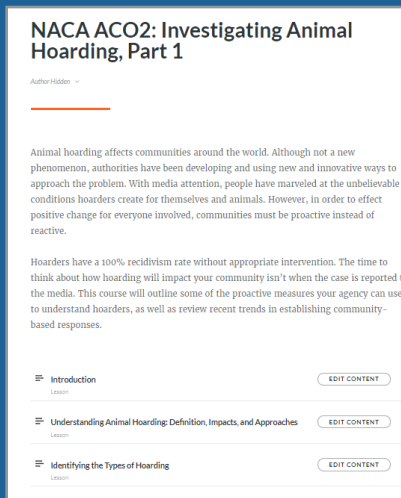 NACA ACO2: Investigating Animal
Hoarding, Part 1
Author Hidden
Animal hoarding affects communities around the world. Although not a new
phenomenon, authorities have been developing and using new and innovative ways to
approach the problem. With media attention, people have marveled at the unbelievable
conditions hoarders create for themselves and animals. However, in order to effect
positive change for everyone involved, communities must be proactive instead of
reactive.
Hoarders have a 100% recidivism rate without appropriate intervention. The time to
think about how hoarding will impact your community isn't when the case is reported t
the media. This course will outline some of the proactive measures your agency can use
to understand hoarders, as well as review recent trends in establishing community-
based responses.
Introduction EDIT CONTENT
Lesson
Understanding Animal Hoarding: Definition, Impacts, and Approaches EDIT CONTENT
Lesson
Identifying the Types of Hoarding EDIT CONTENT
Lesson